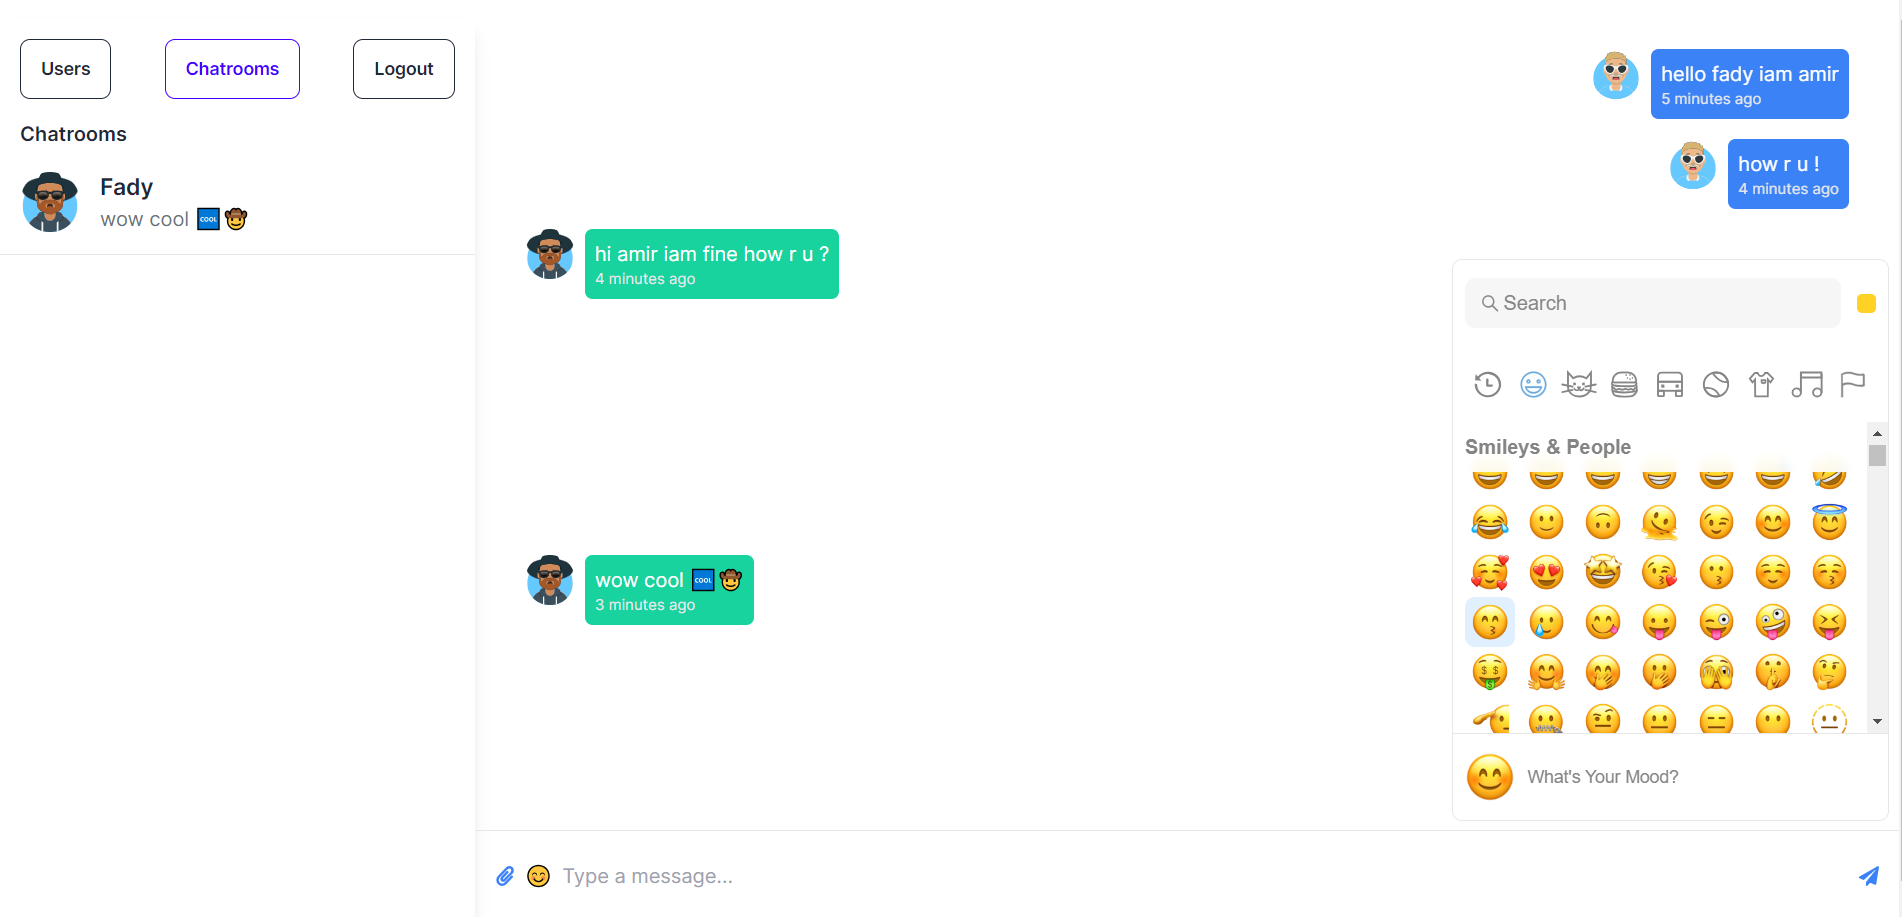 Users
Chatrooms
Logout
Chatrooms
Fady
wow cool 🆒🤠
hello fady iam amir
5 minutes ago
how r u !
4 minutes ago
hi amir iam fine how r u ?
4 minutes ago
wow cool 🆒🤠
3 minutes ago
Search
Smileys & People
What's Your Mood?
Type a message...